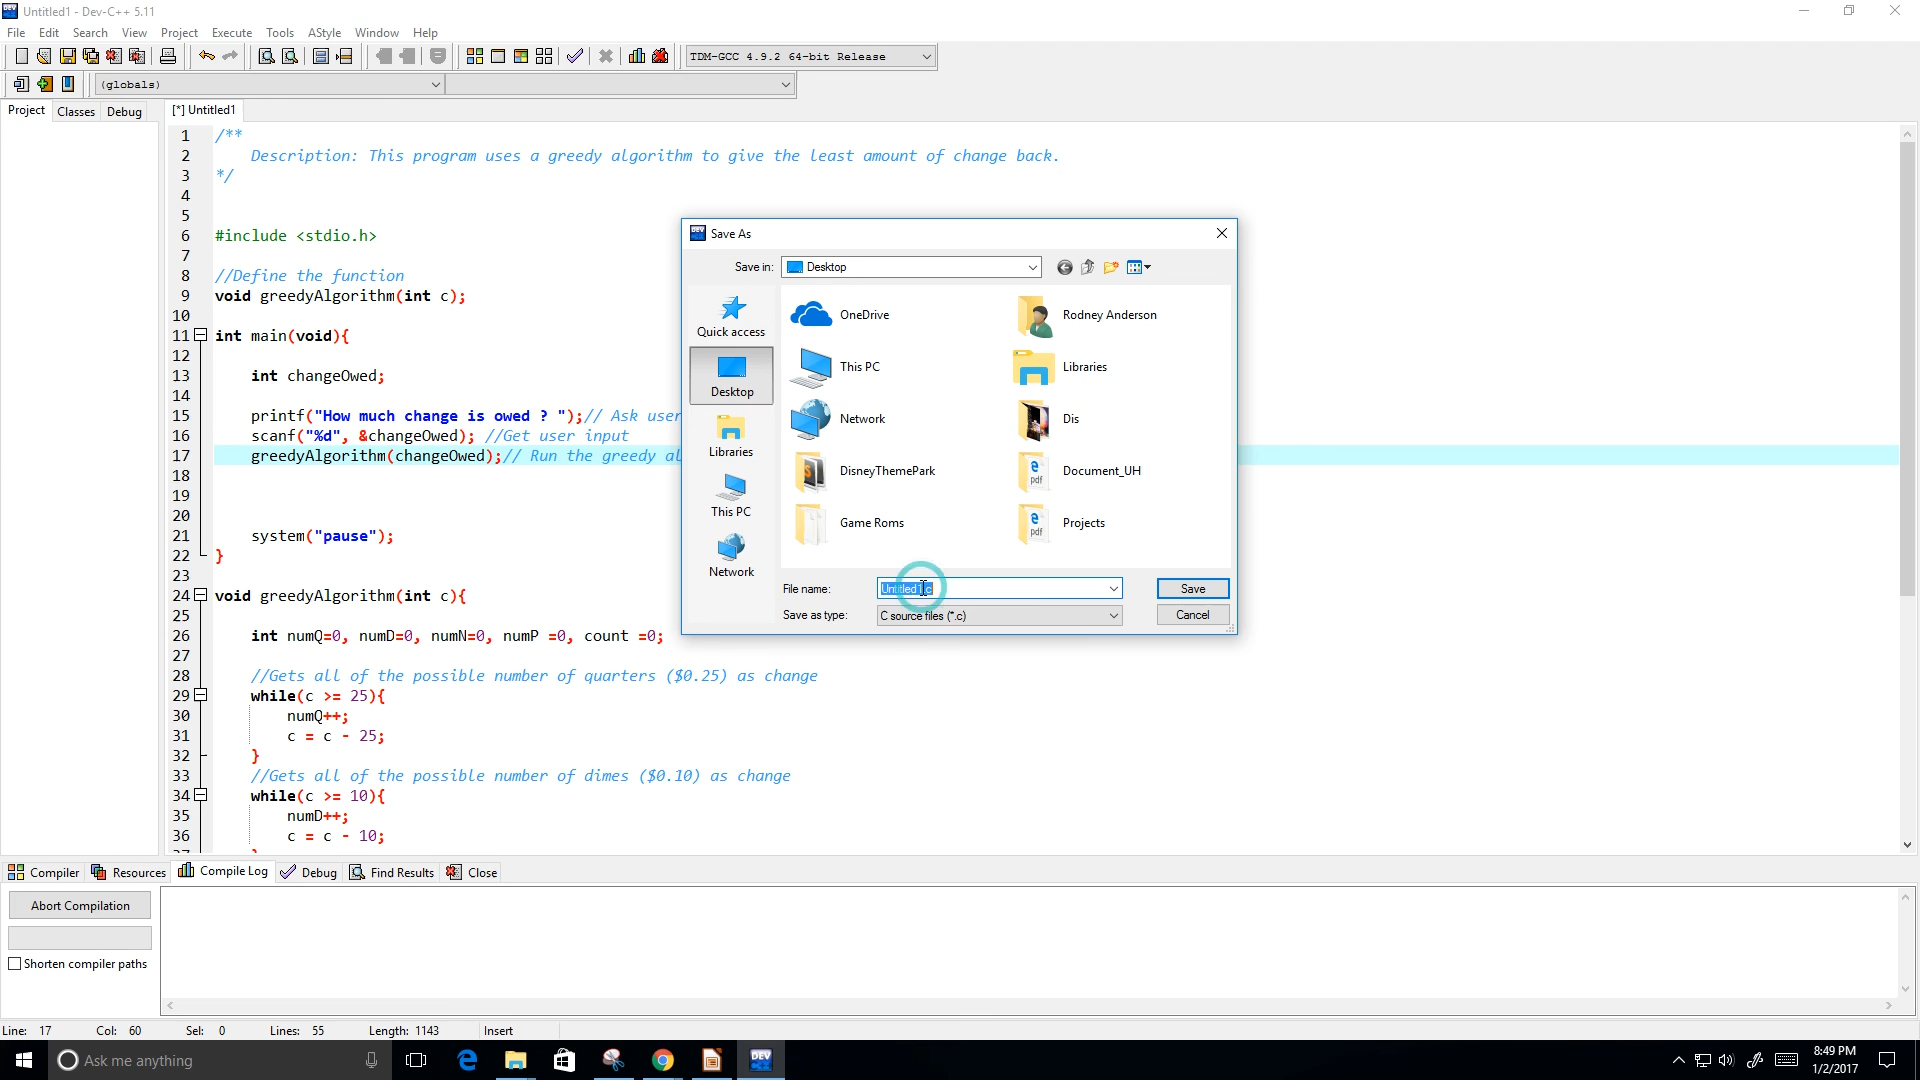 Untitled1 - Dev-C++ 5.11
File Edit Search View Project Execute Tools AStyle Window Help
TDM-GCC 4.9.2 64-bit Release
(globals)
Project Classes Debug [*] Untitled1
1 /**
2 Description: This program uses a greedy algorithm to give the least amount of change back.
3 */
4
5
6 #include <stdio.h>
7
8 //Define the function
9 void greedyAlgorithm(int c);
10
11 int main(void){
12
13 int changeOwed;
14
15 printf("How much change is owed ? ");// Ask user
16 scanf("%d", &changeOwed); //Get user input
17 greedyAlgorithm(changeOwed);// Run the greedy al
18
19
20
21 system("pause");
22 }
23
24 void greedyAlgorithm(int c){
25
26 int numQ=0, numD=0, numN=0, numP =0, count =0;
27
28 //Gets all of the possible number of quarters ($0.25) as change
29 while(c >= 25){
30 numQ++;
31 c = c - 25;
32 }
33 //Gets all of the possible number of dimes ($0.10) as change
34 while(c >= 10){
35 numD++;
36 c = c - 10;
Save As
Save in: Desktop
Quick access
Desktop
Libraries
This PC
Network
OneDrive Rodney Anderson
This PC Libraries
Network Dis
DisneyThemePark Document_UH
Game Roms Projects
File name: Untitled1.c Save
Save as type: C source files (*.c) Cancel
Compiler Resources Compile Log Debug Find Results Close
Abort Compilation
Shorten compiler paths
Line: 17 Col: 60 Sel: 0 Lines: 55 Length: 1143 Insert
Ask me anything
8:49 PM
1/2/2017